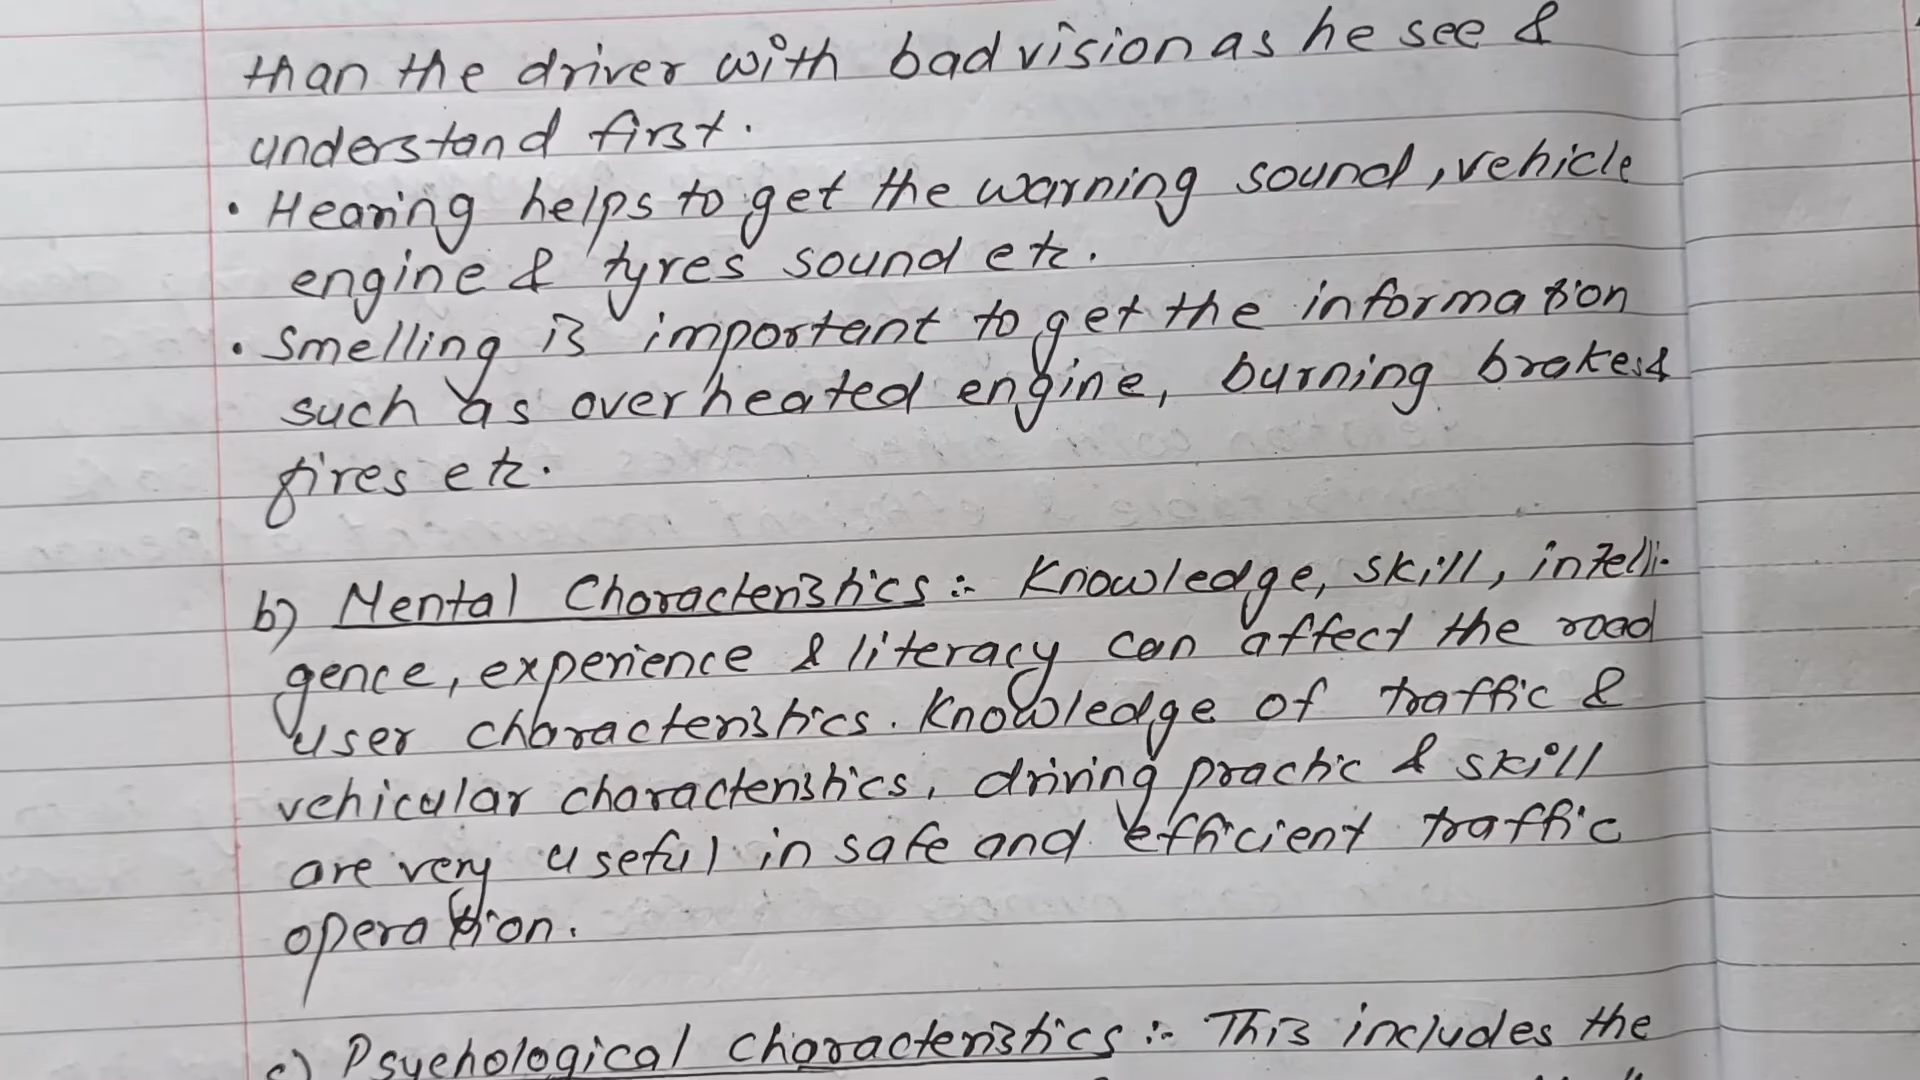 than the driver with bad vision as he see &
understand first.
• Hearing helps to get the warning sound, vehicle
engine & tyres sound etc.
• Smelling is important to get the information
such as overheated engine, burning brakes &
fires etc.
b) Mental Characteristics :- Knowledge, skill, intelli-
gence, experience & literacy can affect the road
user characteristics. Knowledge of traffic &
vehicular characteristics, driving practic & skill
are very useful in safe and efficient traffic
operation.
c) Psychological characteristics :- This includes the